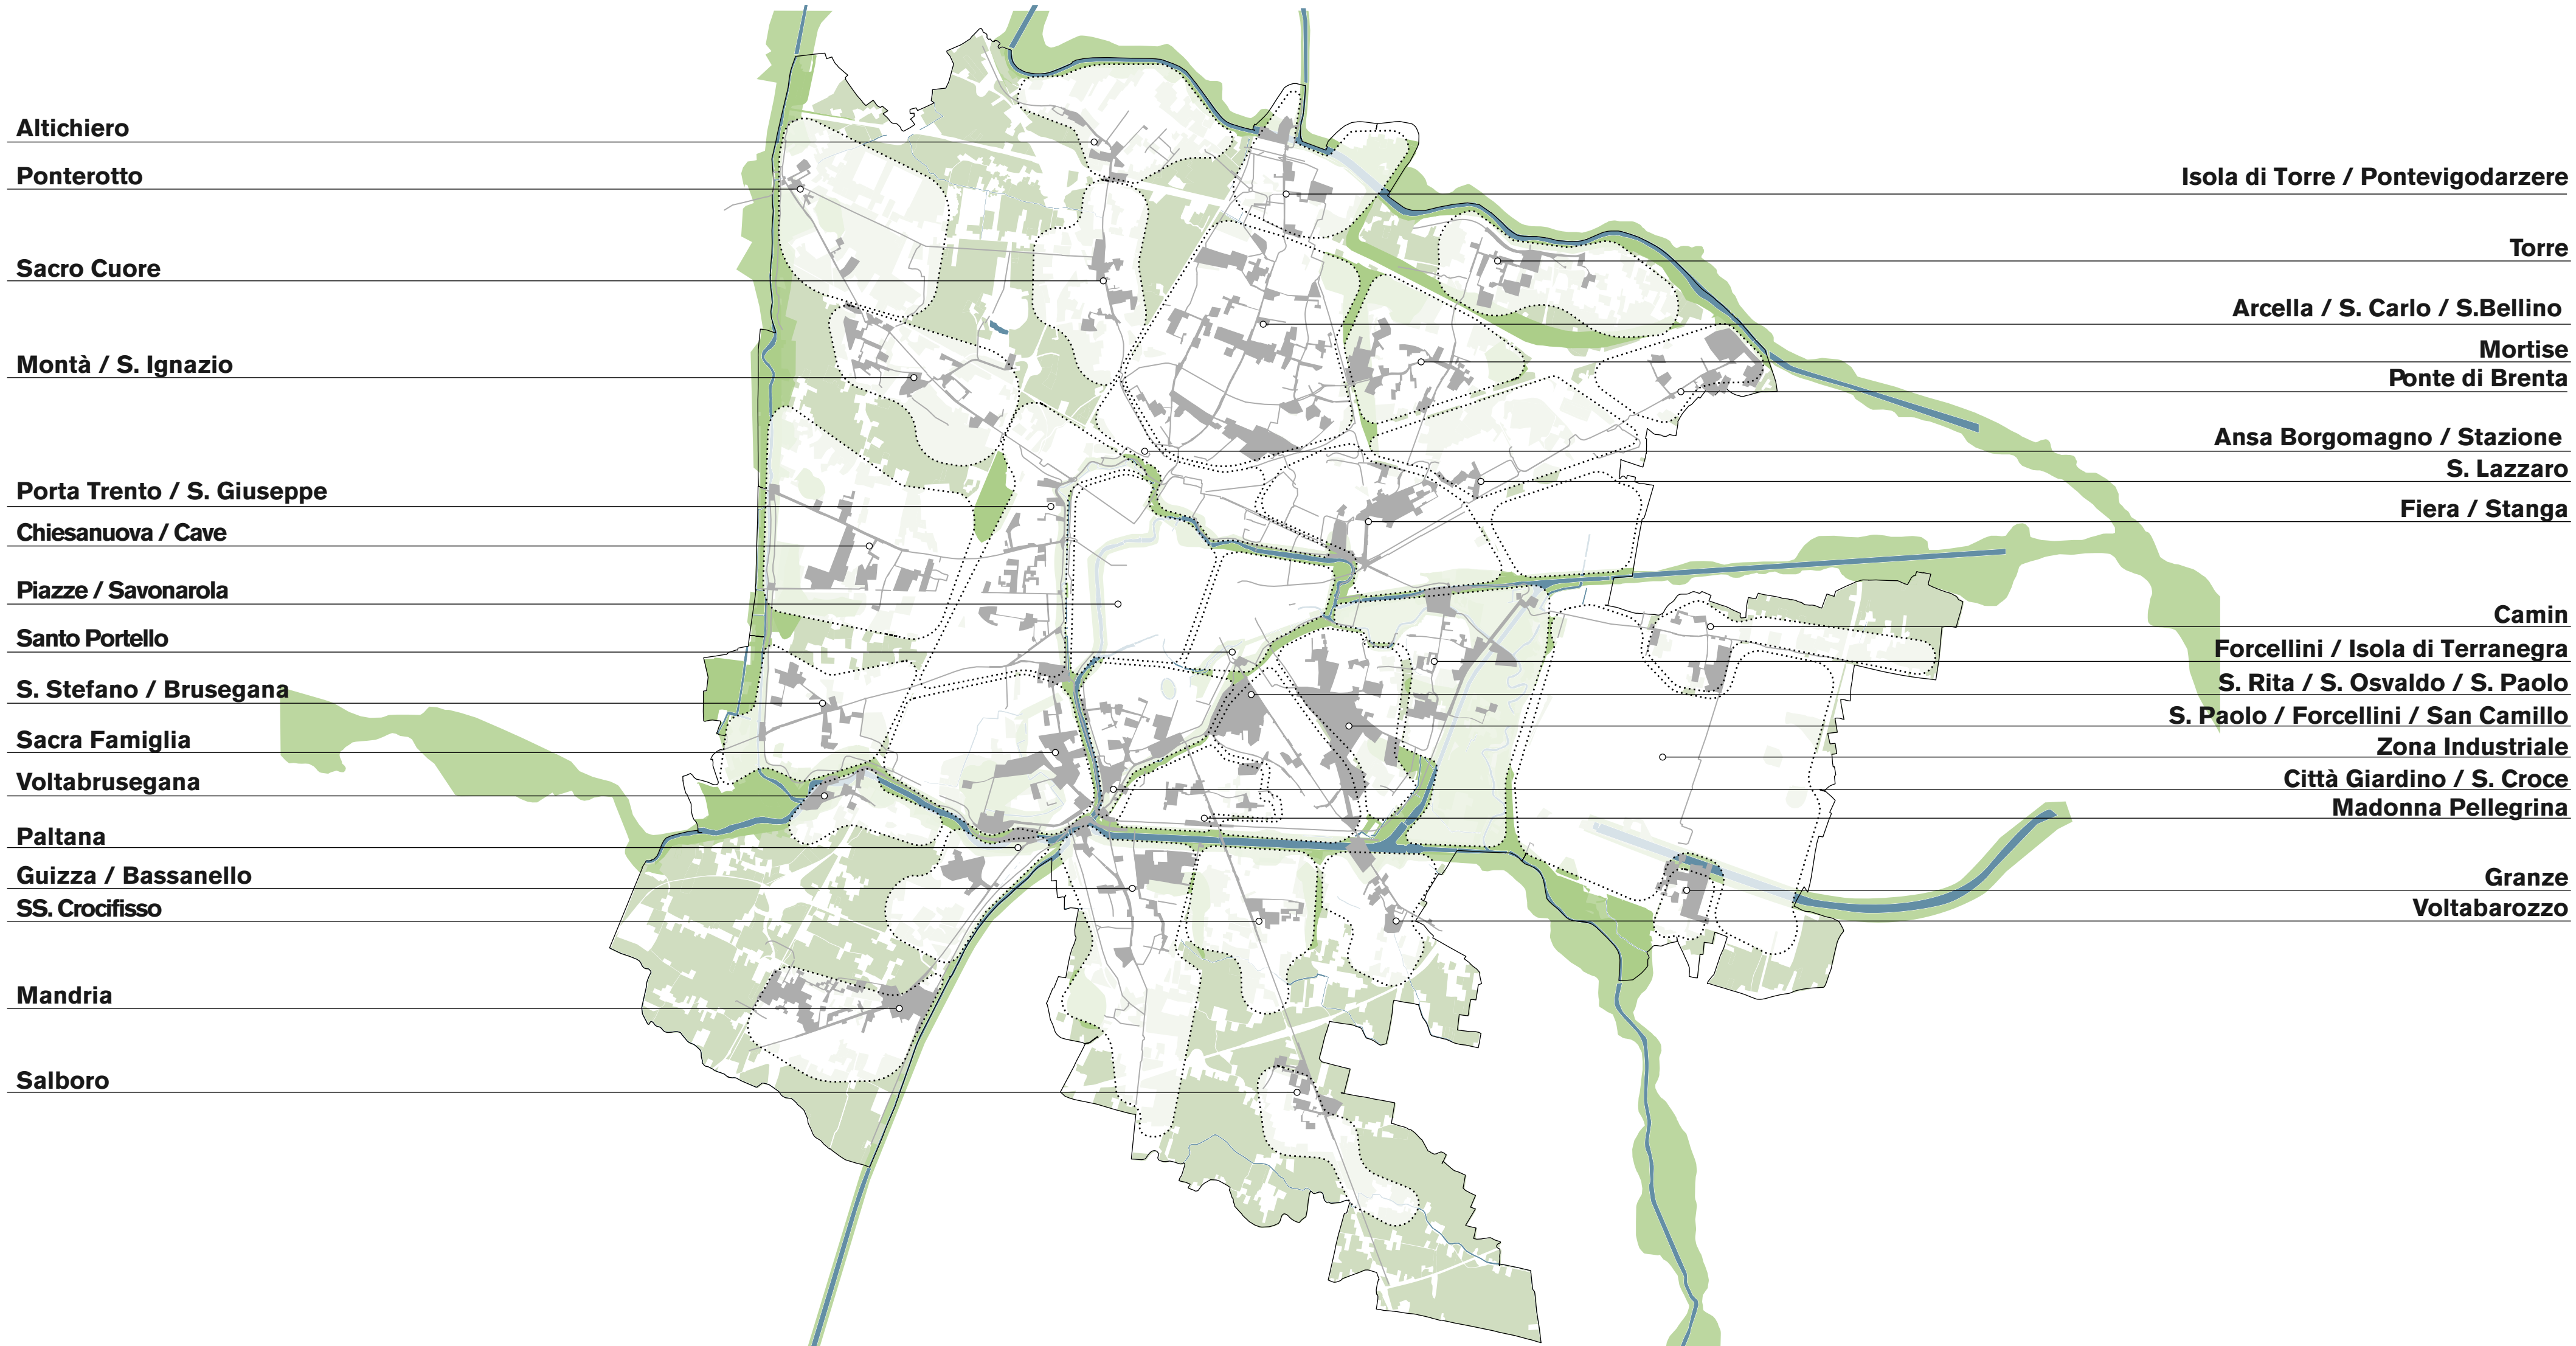 Altichiero
Ponterotto
Sacro Cuore
Montà / S. Ignazio
Porta Trento / S. Giuseppe
Chiesanuova / Cave
Piazze / Savonarola
Santo Portello
S. Stefano / Brusegana
Sacra Famiglia
Voltabrusegana
Paltana
Guizza / Bassanello
SS. Crocifisso
Mandria
Salboro
Isola di Torre / Pontevigodarzere
Torre
Arcella / S. Carlo / S.Bellino
Mortise
Ponte di Brenta
Ansa Borgomagno / Stazione
S. Lazzaro
Fiera / Stanga
Camin
Forcellini / Isola di Terranegra
S. Rita / S. Osvaldo / S. Paolo
S. Paolo / Forcellini / San Camillo
Zona Industriale
Città Giardino / S. Croce
Madonna Pellegrina
Granze
Voltabarozzo